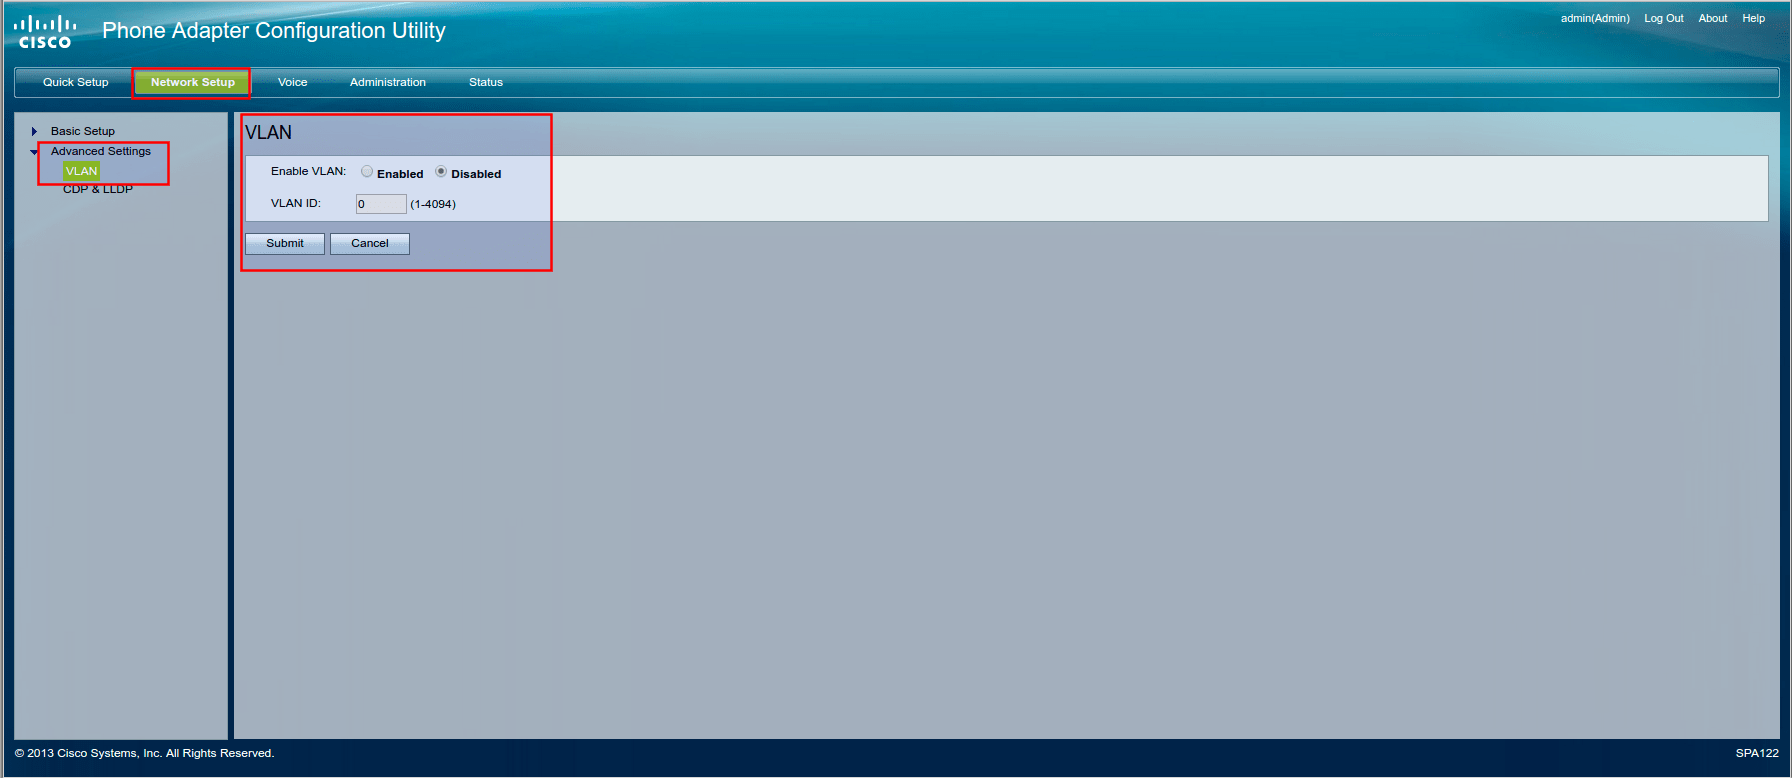 CISCO
Phone Adapter Configuration Utility
admin(Admin) Log Out About Help
Quick Setup Network Setup Voice Administration Status
Basic Setup
Advanced Settings
VLAN
CDP & LLDP
VLAN
Enable VLAN: Enabled Disabled
VLAN ID: 0 (1-4094)
Submit Cancel
© 2013 Cisco Systems, Inc. All Rights Reserved.
SPA122